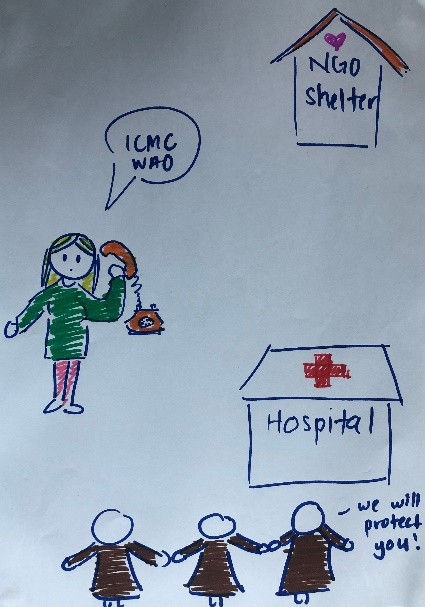 NGO
shelter
ICMC
WAO
Hospital
we will
protect
you!